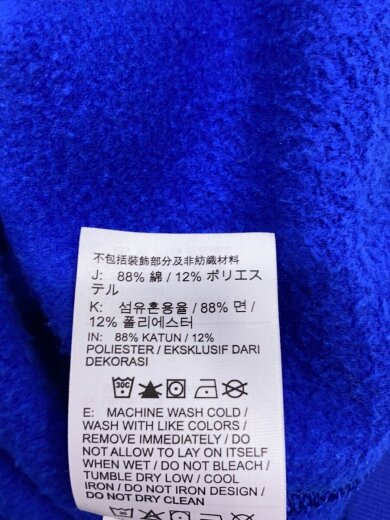 不包括裝飾部分及非紡織材料
J: 88% 綿 / 12% ポリエス
テル
K: 섬유혼용율 / 88% 면 /
12% 폴리에스터
IN: 88% KATUN / 12%
POLIESTER / EKSKLUSIF DARI
DEKORASI
30C
E: MACHINE WASH COLD /
WASH WITH LIKE COLORS /
REMOVE IMMEDIATELY / DO
NOT ALLOW TO LAY ON ITSELF
WHEN WET / DO NOT BLEACH /
TUMBLE DRY LOW / COOL
IRON / DO NOT IRON DESIGN /
DO NOT DRY CLEAN